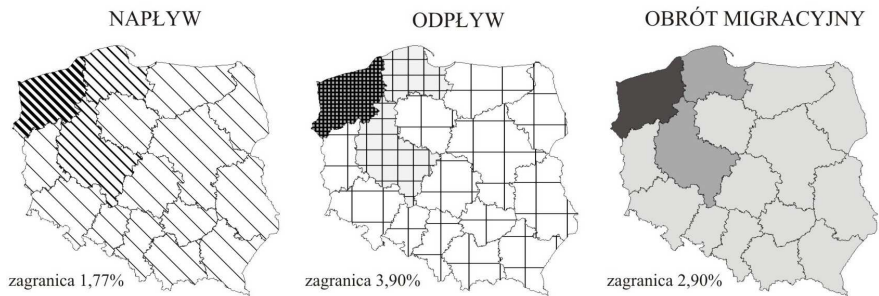 NAPŁYW
ODPŁYW
OBRÓT MIGRACYJNY
zagranica 1,77%
zagranica 3,90%
zagranica 2,90%